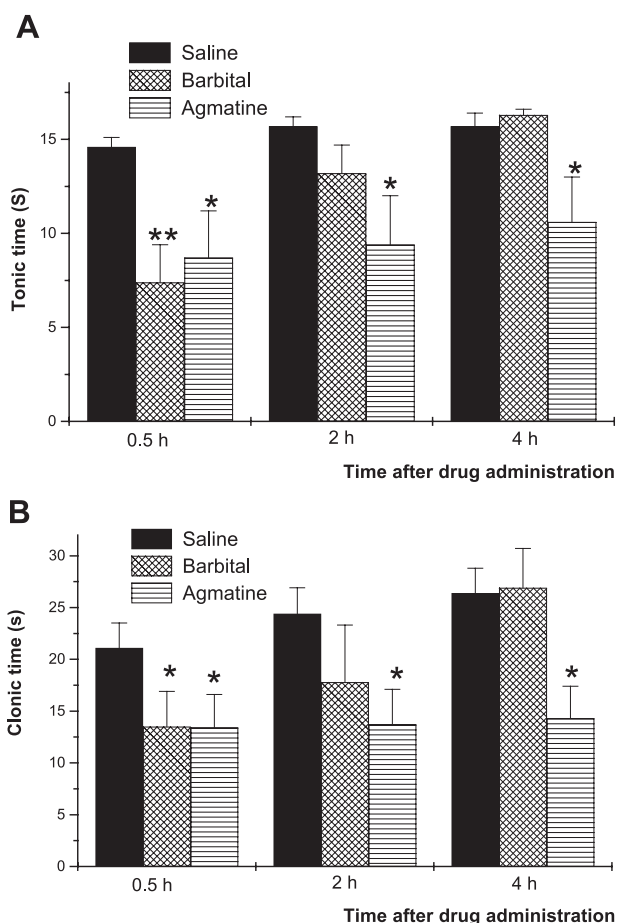 A
Saline
Barbital
Agmatine
15
10
5
0
Tonic time (S)
**
*
*
*
0.5 h
2 h
4 h
Time after drug administration
B
Saline
Barbital
Agmatine
30
25
20
15
10
5
0
Clonic time (s)
*
*
*
*
0.5 h
2 h
4 h
Time after drug administration